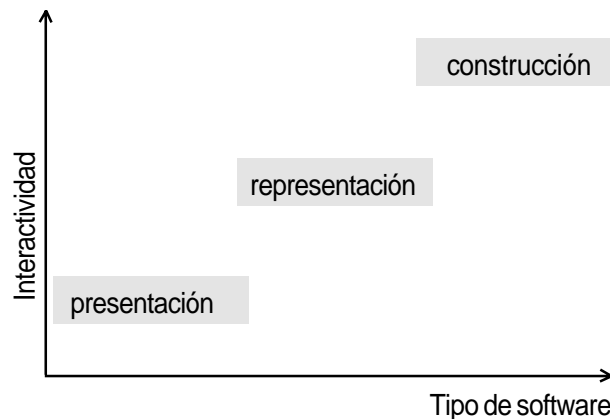 construcción
representación
presentación
Interactividad
Tipo de software